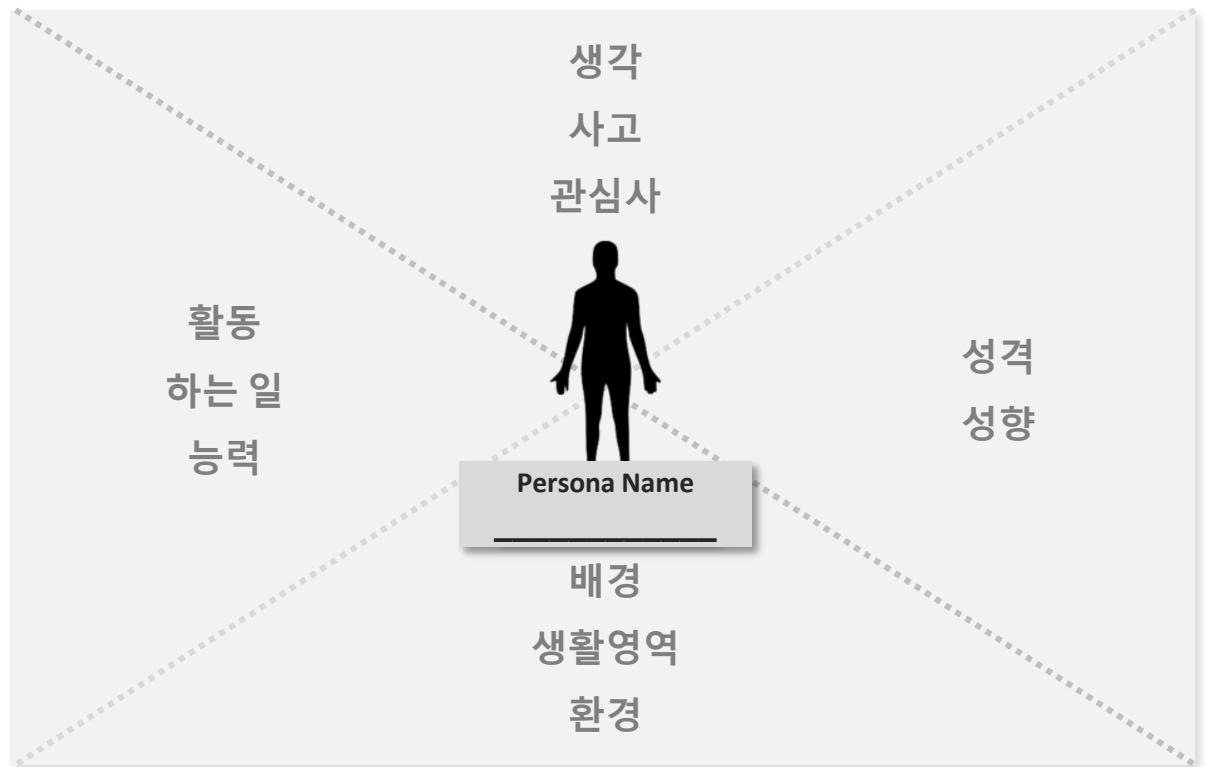 생각
사고
관심사
활동
하는 일
능력
성격
성향
Persona Name
배경
생활영역
환경